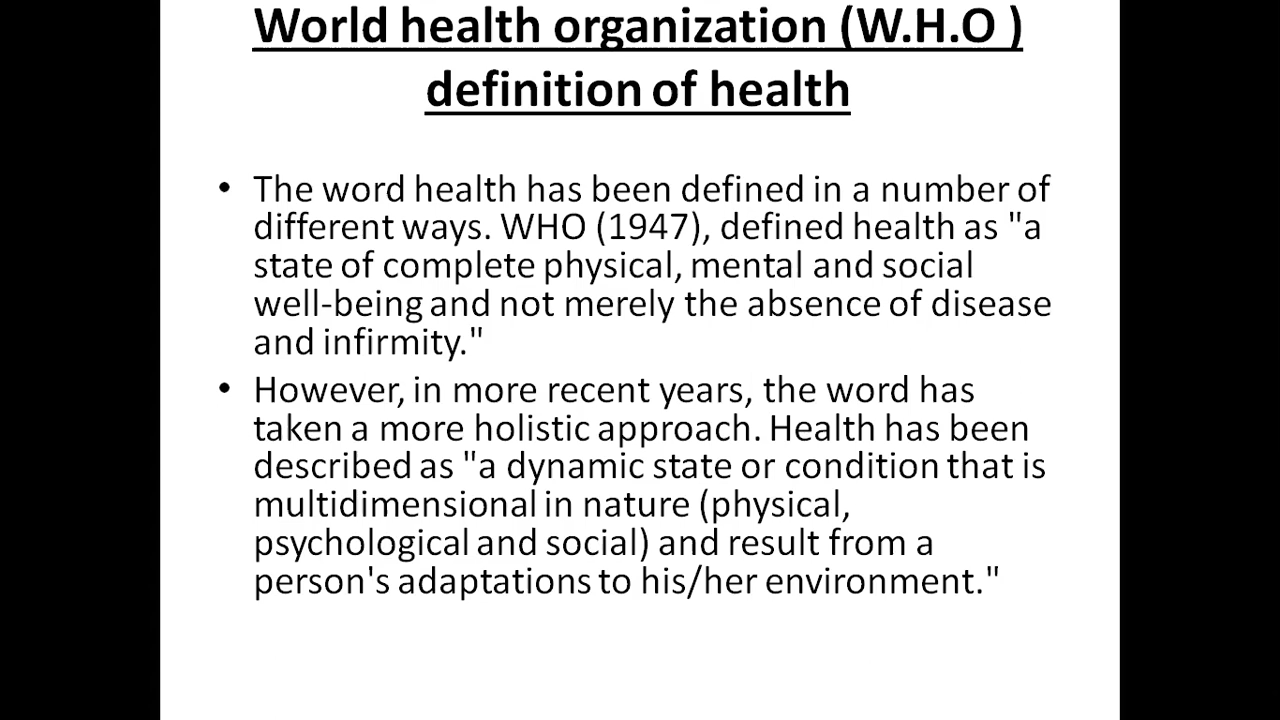 World health organization (W.H.O )
definition of health
• The word health has been defined in a number of
different ways. WHO (1947), defined health as "a
state of complete physical, mental and social
well-being and not merely the absence of disease
and infirmity."
• However, in more recent years, the word has
taken a more holistic approach. Health has been
described as "a dynamic state or condition that is
multidimensional in nature (physical,
psychological and social) and result from a
person's adaptations to his/her environment."